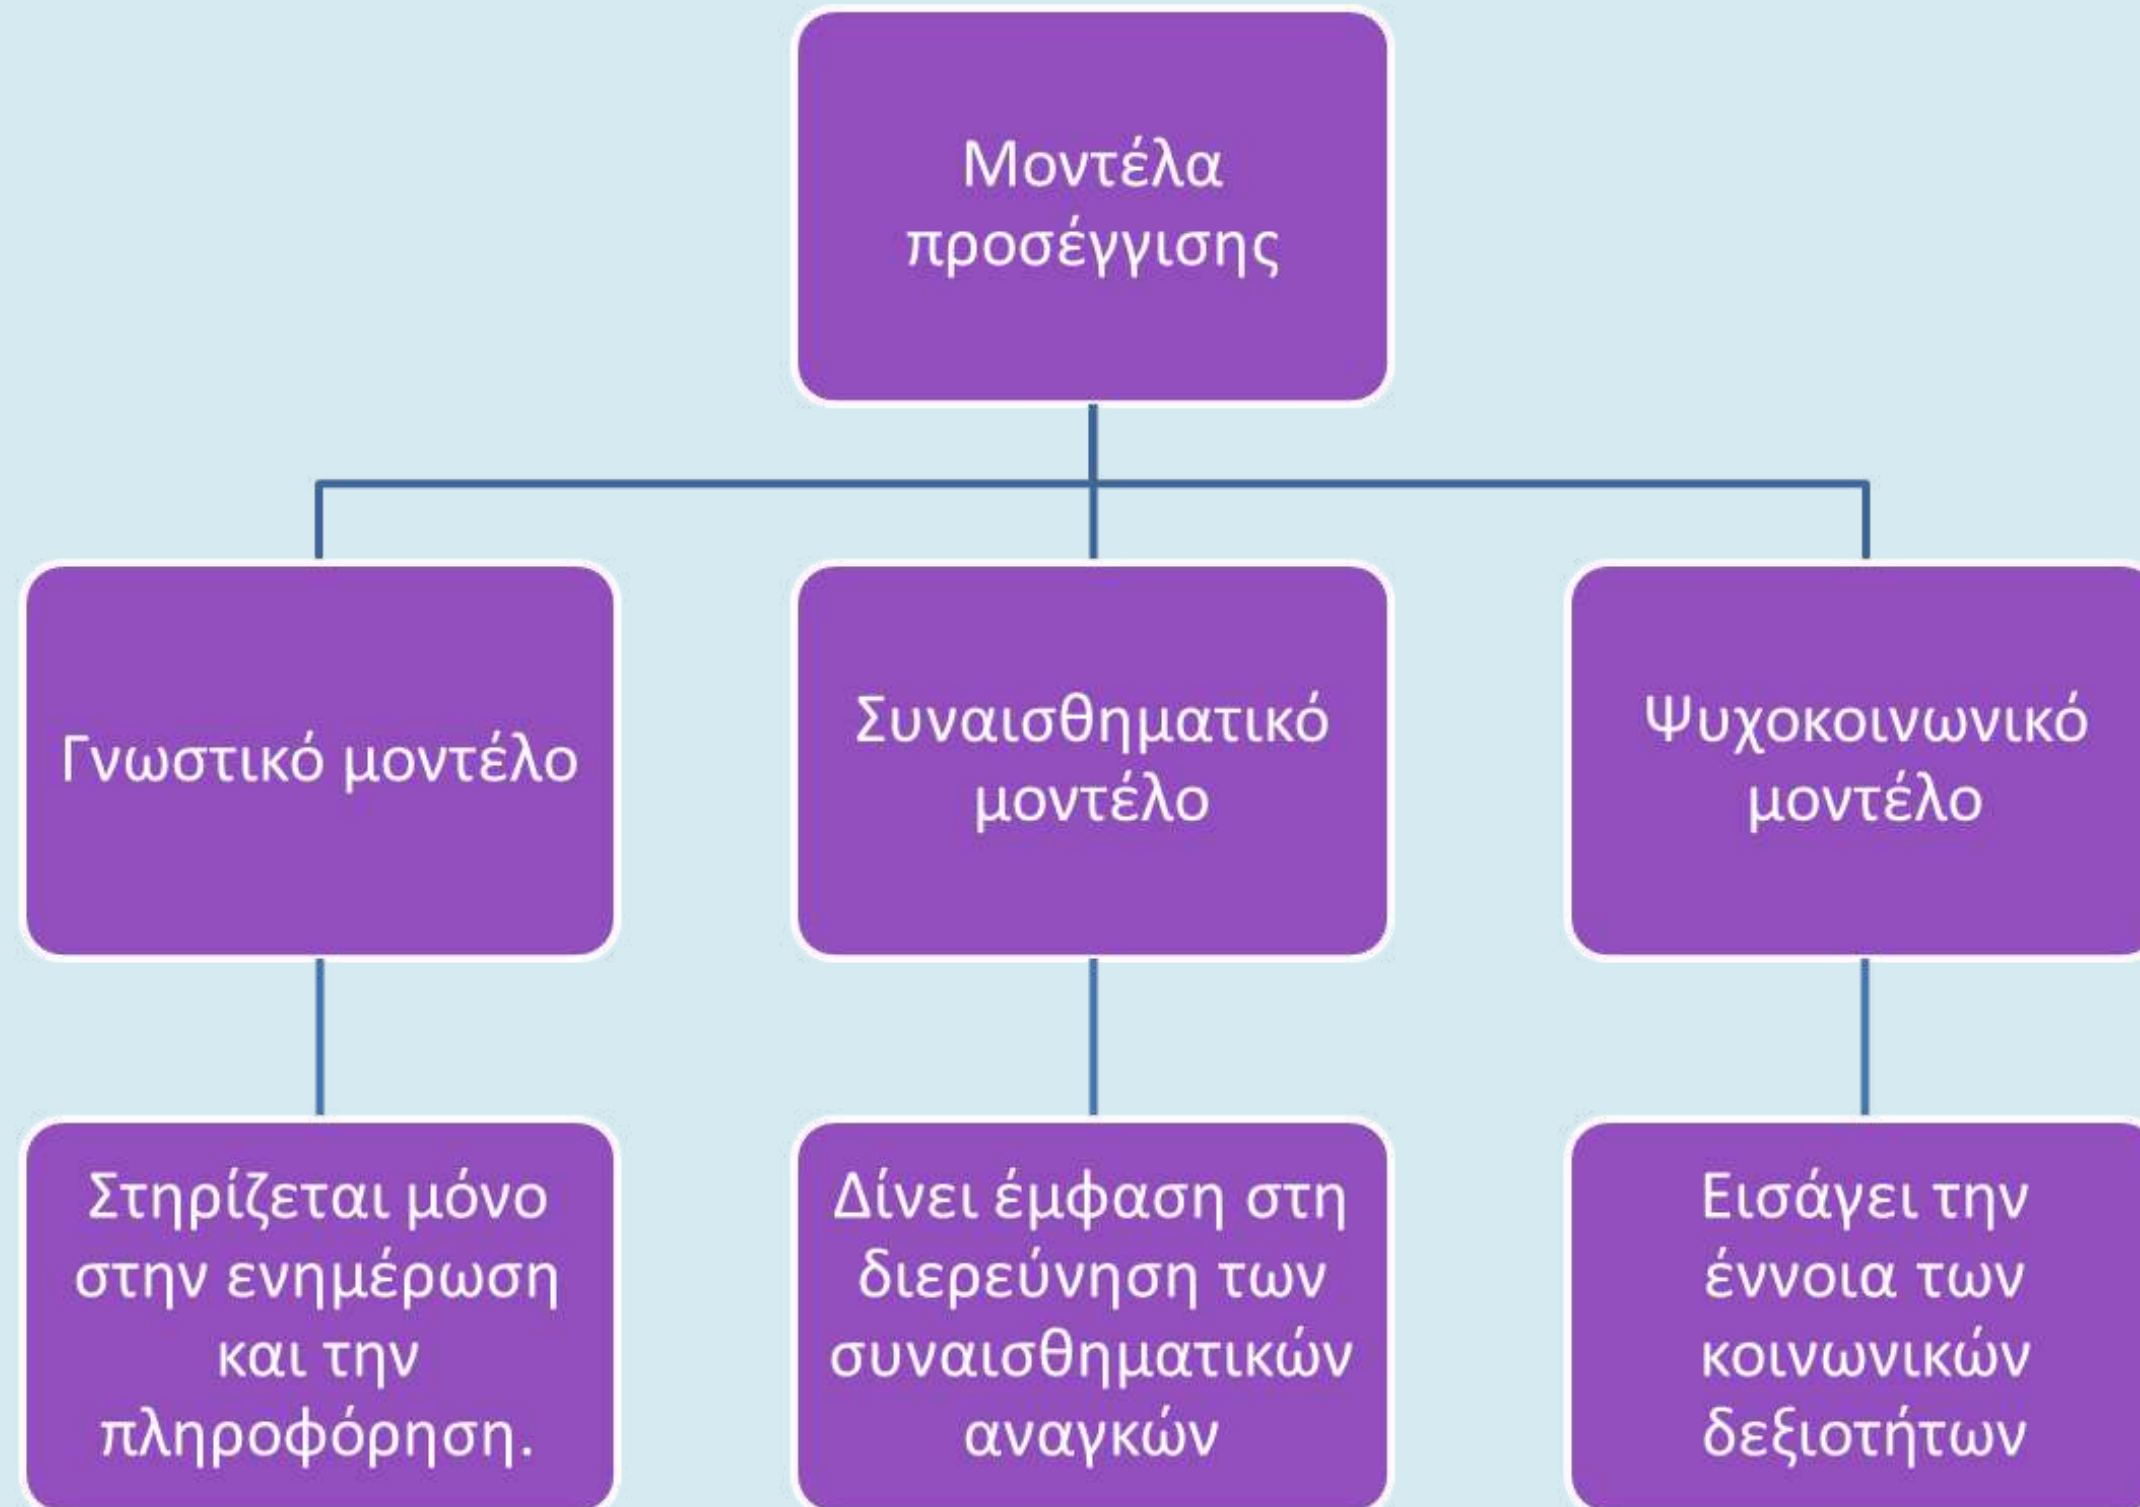 Μοντέλα
προσέγγισης
Γνωστικό μοντέλο
Συναισθηματικό
μοντέλο
Ψυχοκοινωνικό
μοντέλο
Στηρίζεται μόνο
στην ενημέρωση
και την
πληροφόρηση.
Δίνει έμφαση στη
διερεύνηση των
συναισθηματικών
αναγκών
Εισάγει την
έννοια των
κοινωνικών
δεξιοτήτων